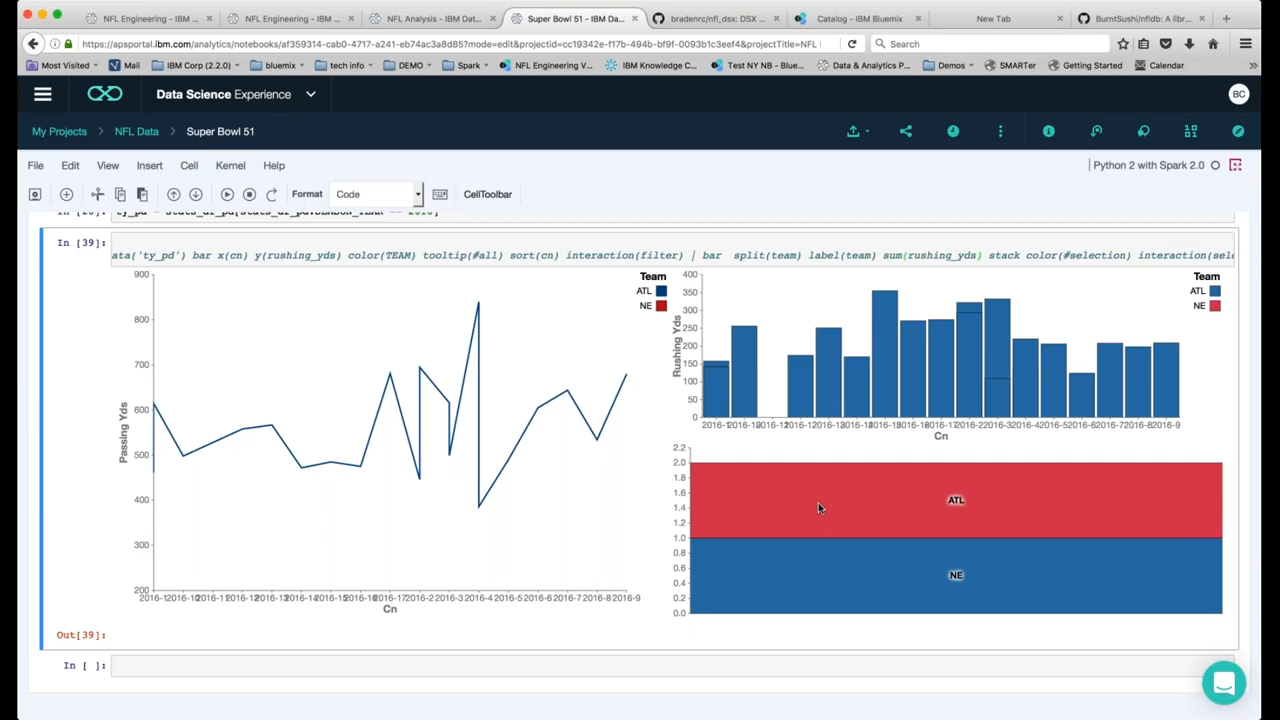 NFL Engineering - IBM ...
NFL Engineering - IBM ...
NFL Analysis - IBM Dat...
Super Bowl 51 - IBM Da...
bradenrc/nfl_dsx: DSX ...
Catalog - IBM Bluemix
New Tab
BurntSushi/nfldb: A libr...
https://apsportal.ibm.com/analytics/notebooks/af359314-cab0-4717-a241-eb74ac3a8d85?mode=edit&projectid=cc19342e-f17b-494b-bf9f-0093b1c3eef4&projectTitle=NFL
Search
Most Visited
Mail
IBM Corp (2.2.0)
bluemix
tech info
DEMO
Spark
NFL Engineering V...
IBM Knowledge C...
Test NY NB - Blue...
Data & Analytics P...
Demos
SMARTer
Getting Started
Calendar
Data Science Experience
BC
My Projects > NFL Data > Super Bowl 51
File Edit View Insert Cell Kernel Help
Python 2 with Spark 2.0
Format Code CellToolbar
In [39]:
ata('ty_pd') bar x(cn) y(rushing_yds) color(TEAM) tooltip(#all) sort(cn) interaction(filter) | bar split(team) label(team) sum(rushing_yds) stack color(#selection) interaction(sele
900
800
700
600
500
400
300
200
Passing Yds
Cn
Team
ATL
NE
400
350
300
250
200
150
100
50
0
Rushing Yds
Cn
Team
ATL
NE
2.2
2.0
1.8
1.6
1.4
1.2
1.0
0.8
0.6
0.4
0.2
0.0
ATL
NE
Out[39]:
In [ ]: